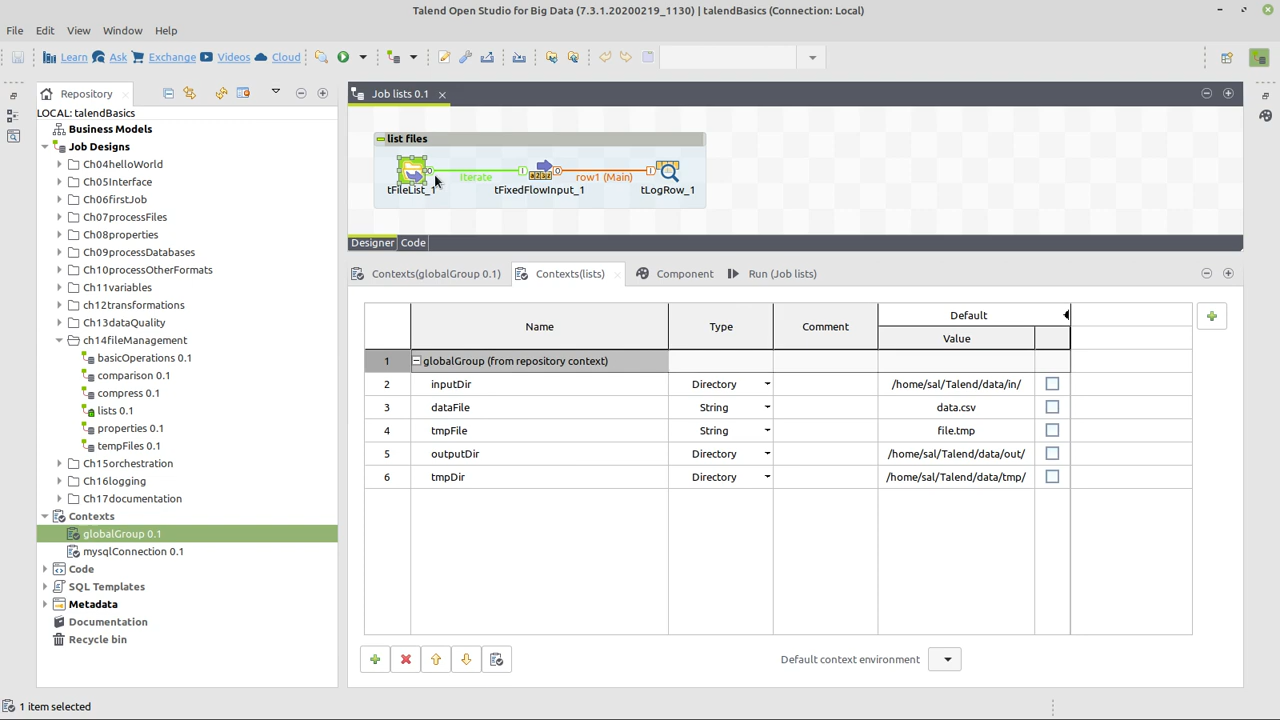 Talend Open Studio for Big Data (7.3.1.20200219_1130) | talendBasics (Connection: Local)
File Edit View Window Help
Learn Ask Exchange Videos Cloud
Repository
LOCAL: talendBasics
Business Models
Job Designs
Ch04helloWorld
Ch05Interface
Ch06firstJob
Ch07processFiles
Ch08properties
Ch09processDatabases
Ch10processOtherFormats
Ch11variables
ch12transformations
Ch13dataQuality
ch14fileManagement
basicOperations 0.1
comparison 0.1
compress 0.1
lists 0.1
properties 0.1
tempFiles 0.1
Ch15orchestration
Ch16logging
Ch17documentation
Contexts
globalGroup 0.1
mysqlConnection 0.1
Code
SQL Templates
Metadata
Documentation
Recycle bin
1 item selected
Job lists 0.1
list files
iterate
row1 (Main)
tFileList_1
tFixedFlowInput_1
tLogRow_1
Designer Code
Contexts(globalGroup 0.1) Contexts(lists) Component Run (Job lists)
Name Type Comment Default
Value
1 globalGroup (from repository context)
2 inputDir Directory /home/sal/Talend/data/in/
3 dataFile String data.csv
4 tmpFile String file.tmp
5 outputDir Directory /home/sal/Talend/data/out/
6 tmpDir Directory /home/sal/Talend/data/tmp/
Default context environment